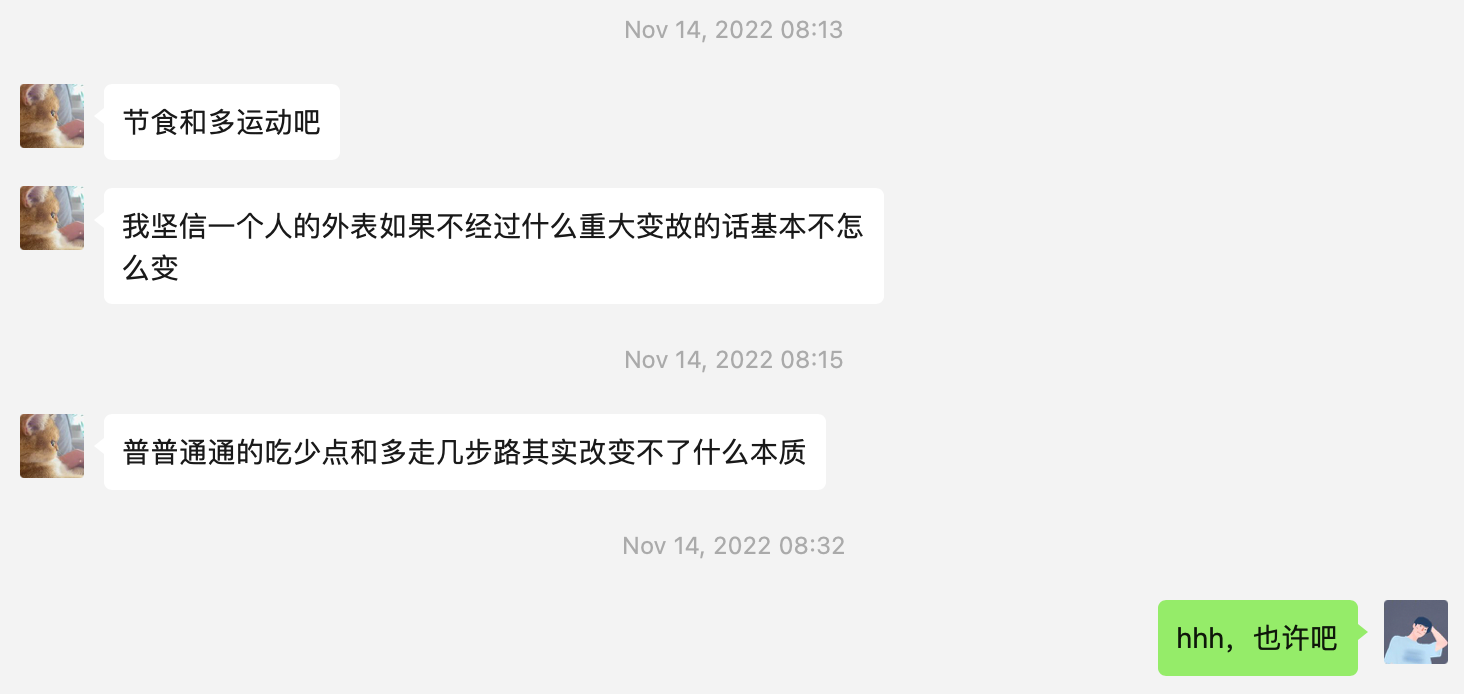 Nov 14, 2022 08:13
节食和多运动吧
我坚信一个人的外表如果不经过什么重大变故的话基本不怎
么变
Nov 14, 2022 08:15
普普通通的吃少点和多走几步路其实改变不了什么本质
Nov 14, 2022 08:32
hhh，也许吧